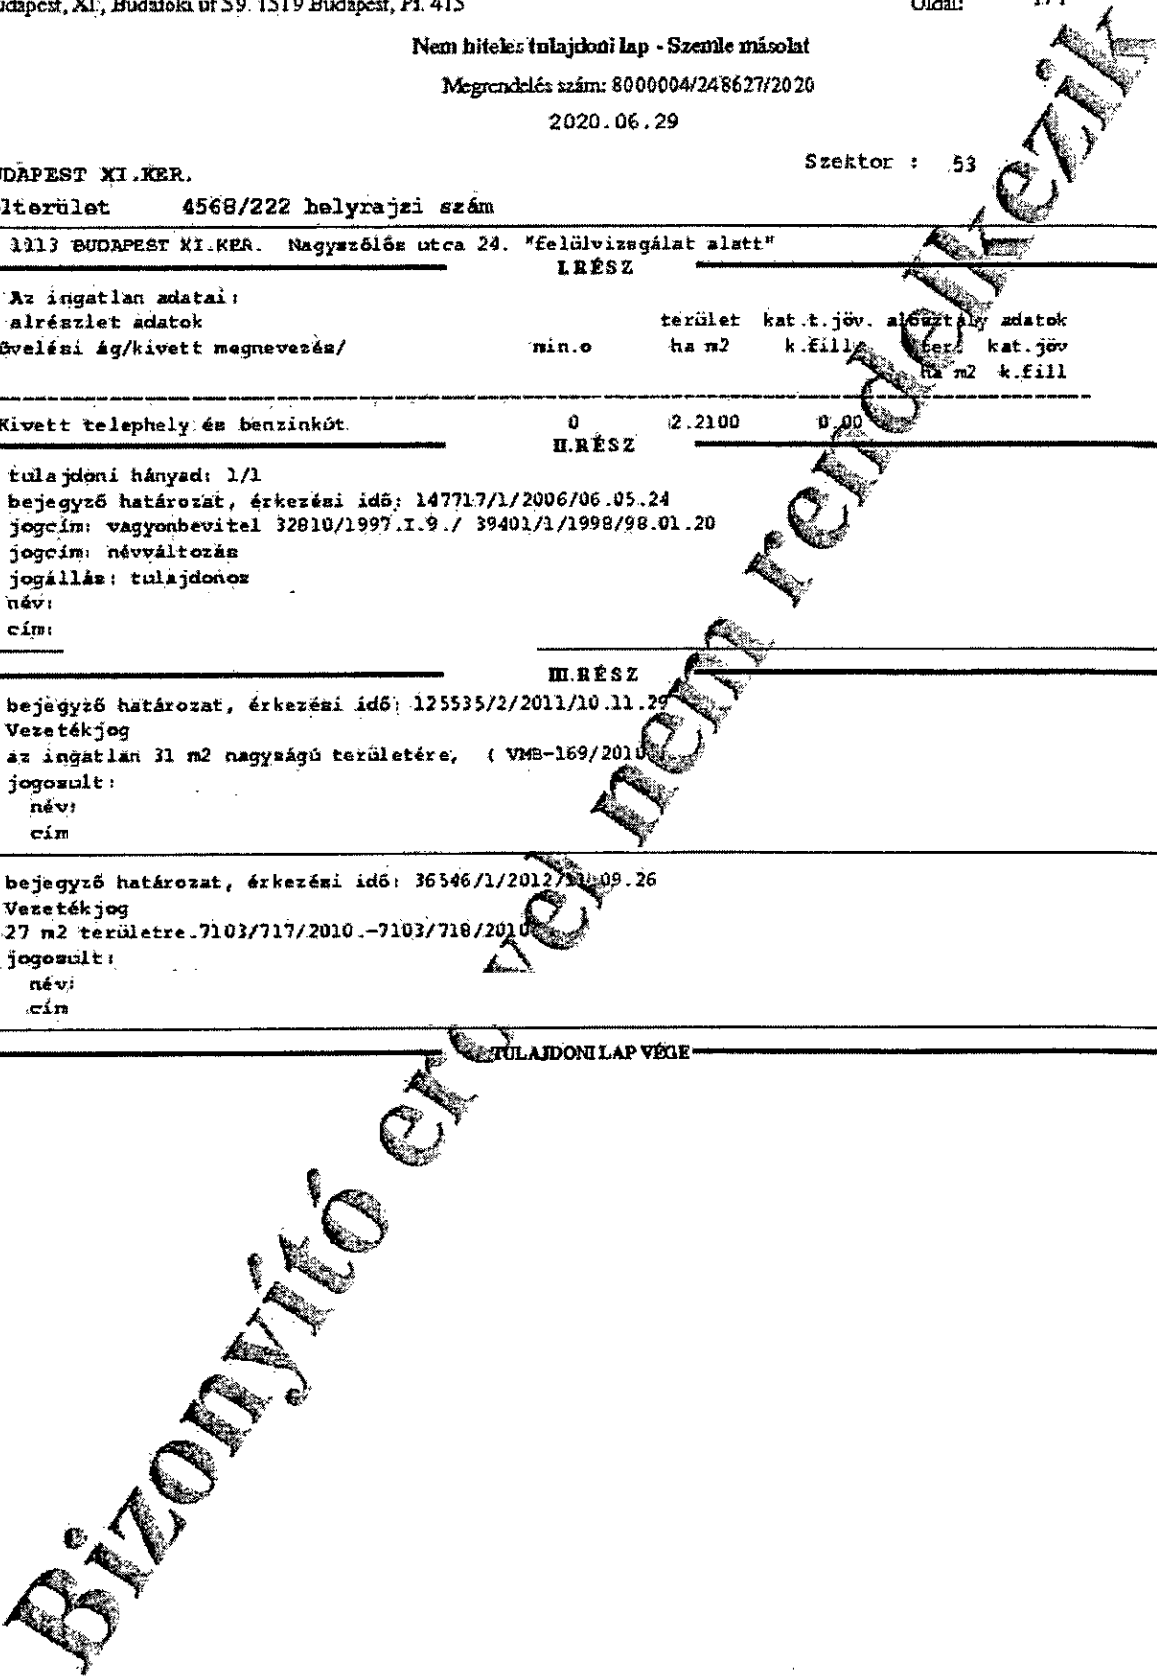 udapest, XI., Budafoki út 59. 1519 Budapest, Pf. 415
Oldal: 1/1
Nem hiteles tulajdoni lap - Szemle másolat
Megrendelés szám: 8000004/248627/2020
2020.06.29
UDAPEST XI.KER.
Szektor : 53
elterület 4568/222 helyrajzi szám
1113 BUDAPEST XI.KER. Nagyszőlős utca 24. "felülvizsgálat alatt"
I.RÉSZ
Az ingatlan adatai:
alrészlet adatok terület kat.t.jöv. alosztály adatok
űvelési ág/kivett megnevezés/ min.o ha m2 k.fill. ter. kat.jöv
ha m2 k.fill
Kivett telephely és benzinkút 0 2.2100 0.00
II.RÉSZ
tulajdoni hányad: 1/1
bejegyző határozat, érkezési idő: 147717/1/2006/06.05.24
jogcím: vagyonbevitel 32810/1997.I.9./ 39401/1/1998/98.01.20
jogcím: névváltozás
jogállás: tulajdonos
név:
cím:
III.RÉSZ
bejegyző határozat, érkezési idő: 125535/2/2011/10.11.29
Vezetékjog
az ingatlan 31 m2 nagyságú területére, ( VMB-169/2010
jogosult:
név:
cím
bejegyző határozat, érkezési idő: 36546/1/2012/ 09.26
Vezetékjog
27 m2 területre.7103/717/2010.-7103/718/2010
jogosult:
név:
cím
TULAJDONI LAP VÉGE
Bizonyító erővel nem rendelkezik